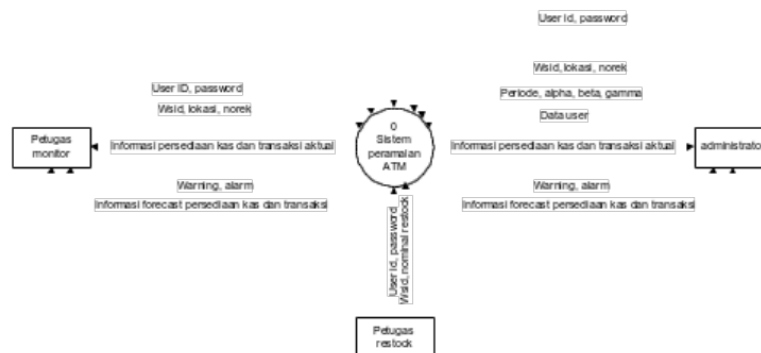 User Id, password
Wsid, lokasi, norek
User ID, password
Periode, alpha, beta, gamma
Wsid, lokasi, norek
Data user
0
Sistem
peramalan
ATM
Petugas
monitor
Informasi persediaan kas dan transaksi aktual
Informasi persediaan kas dan transaksi aktual
administrator
Warning, alarm
Warning, alarm
Informasi forecast persediaan kas dan transaksi
Informasi forecast persediaan kas dan transaksi
User Id, password
Wsid, nominal restock
Petugas
restock